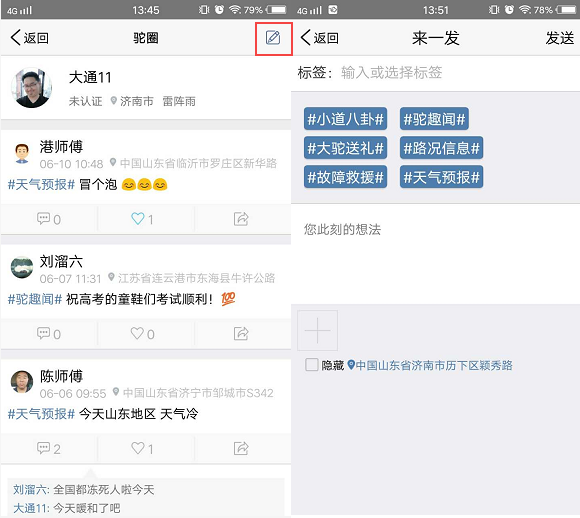 4G 13:45 79%
返回 驼圈
大通11
未认证 济南市 雷阵雨
港师傅
06-10 10:48 中国山东省临沂市罗庄区新华路
#天气预报# 冒个泡 😊😊😊
0 1
刘溜六
06-07 11:31 江苏省连云港市东海县牛许公路
#驼趣闻# 祝高考的童鞋们考试顺利！💯
0 0
陈师傅
06-06 09:55 中国山东省济宁市邹城市S342
#天气预报# 今天山东地区 天气冷
2 1
刘溜六: 全国都冻死人啦今天
大通11: 今天暖和了吧
4G 13:51 78%
返回 来一发 发送
标签： 输入或选择标签
#小道八卦# #驼趣闻#
#大驼送礼# #路况信息#
#故障救援# #天气预报#
您此刻的想法
隐藏 中国山东省济南市历下区颖秀路